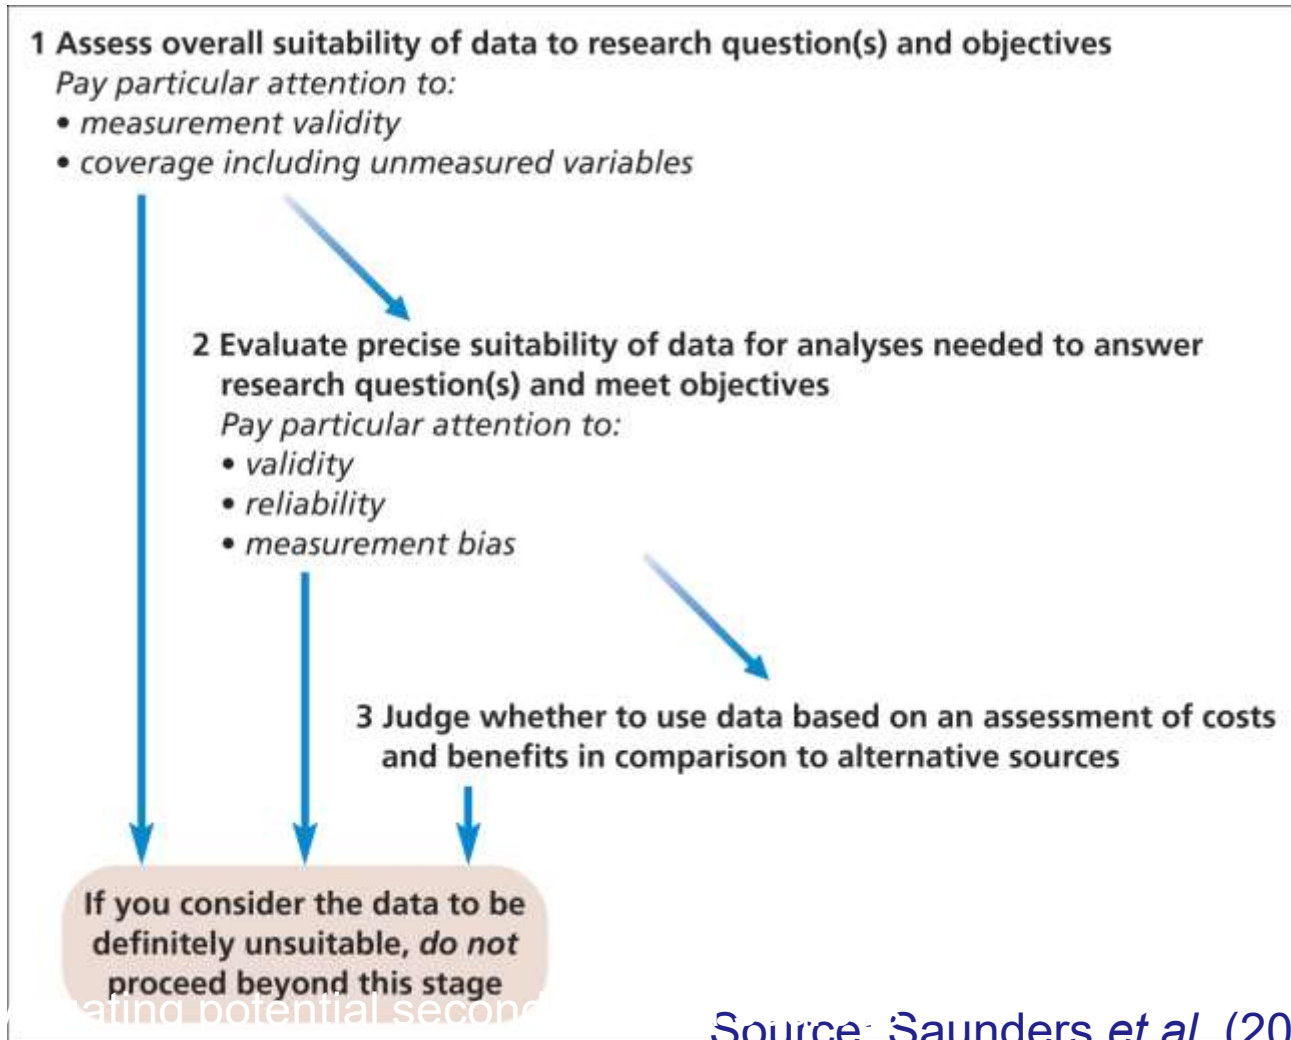 1 Assess overall suitability of data to research question(s) and objectives
Pay particular attention to:
• measurement validity
• coverage including unmeasured variables
2 Evaluate precise suitability of data for analyses needed to answer
research question(s) and meet objectives
Pay particular attention to:
• validity
• reliability
• measurement bias
3 Judge whether to use data based on an assessment of costs
and benefits in comparison to alternative sources
If you consider the data to be
definitely unsuitable, do not
proceed beyond this stage
potential
Source: Saunders et al. (20